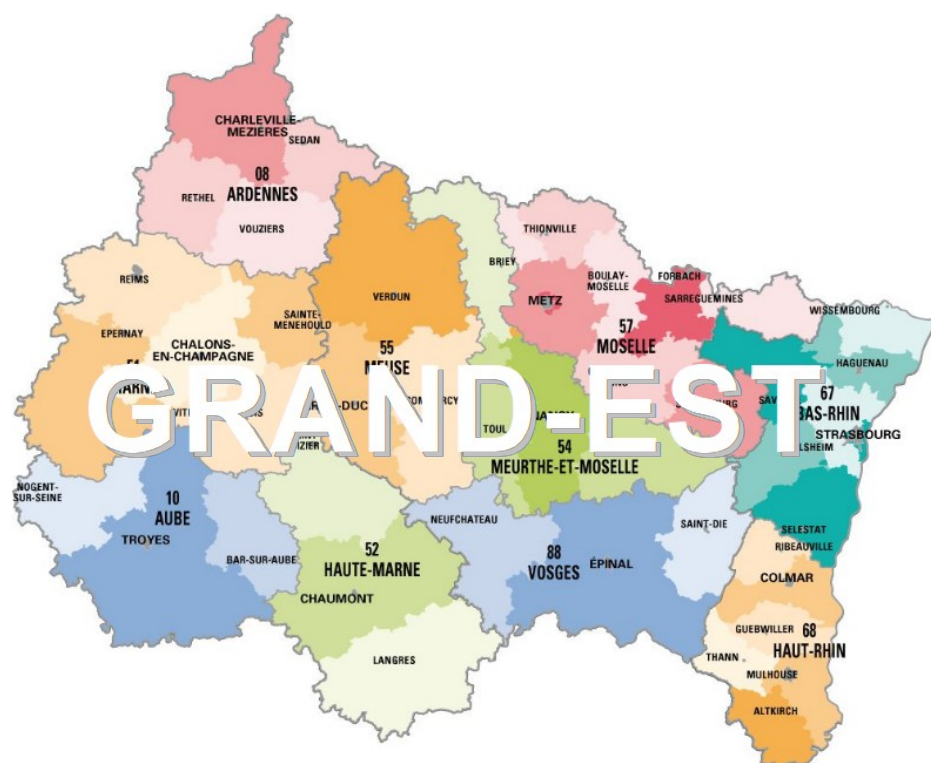 CHARLEVILLE-
MEZIÈRES
SEDAN
08
ARDENNES
RETHEL
VOUZIERS
THIONVILLE
BRIEY
REIMS
BOULAY-
MOSELLE
FORBACH
METZ
SARREGUEMINES
VERDUN
WISSEMBOURG
SAINTE-
MENEHOULD
EPERNAY
57
MOSELLE
CHALONS-
EN-CHAMPAGNE
55
MEUSE
HAGUENAU
67
BAS-RHIN
GRAND-EST
TOUL
STRASBOURG
54
MEURTHE-ET-MOSELLE
NOGENT-
SUR-SEINE
10
AUBE
TROYES
NEUFCHATEAU
SAINT-DIE
SELESTAT
RIBEAUVILLE
BAR-SUR-AUBE
52
HAUTE-MARNE
88
VOSGES
ÉPINAL
COLMAR
CHAUMONT
GUEBWILLER
68
HAUT-RHIN
LANGRES
THANN
MULHOUSE
ALTKIRCH